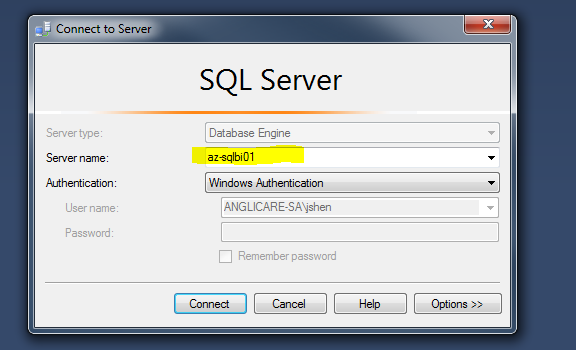 Connect to Server
SQL Server
Server type: Database Engine
Server name: az-sqlbi01
Authentication: Windows Authentication
User name: ANGLICARE-SA\jshen
Password:
Remember password
Connect Cancel Help Options >>